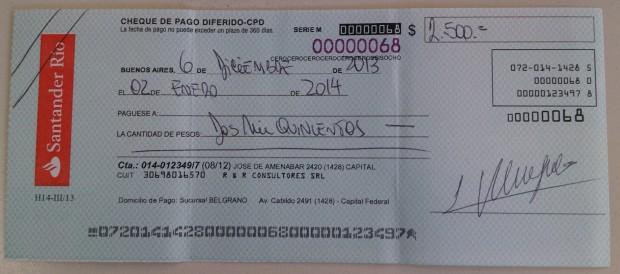 CHEQUE DE PAGO DIFERIDO-CPD
La fecha de pago no puede exceder un plazo de 360 días.
SERIE M 00000068 $ 2.500.=
00000068
CEROCEROCEROCEROCEROCEROSEISOCHO
BUENOS AIRES, 6 DE DICIEMBRE DE 2013
EL 02 DE ENERO DE 2014
PAGUESE A:
LA CANTIDAD DE PESOS: DOS MIL QUINIENTOS
072-014-1428 5
00000068 0
00000123497 8
00000068
Santander Río
H14-III/13
Cta.: 014-012349/7 (08/12) JOSE DE AMENABAR 2420 (1428) CAPITAL
CUIT 30698016570 R & R CONSULTORES SRL
Domicilio de Pago: Sucursal BELGRANO Av. Cabildo 2491 (1428) - Capital Federal
07201414280000006800000123497